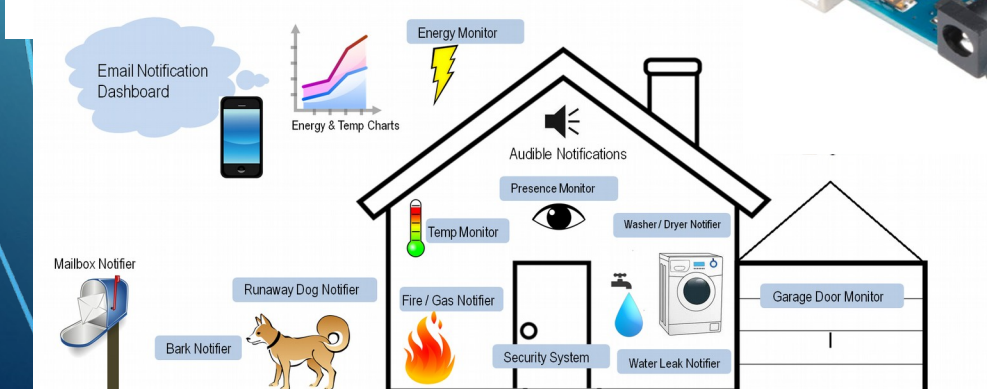 Energy Monitor
Email Notification
Dashboard
Energy & Temp Charts
Audible Notifications
Presence Monitor
Temp Monitor
Washer / Dryer Notifier
Mailbox Notifier
Runaway Dog Notifier
Fire / Gas Notifier
Garage Door Monitor
Bark Notifier
Security System
Water Leak Notifier